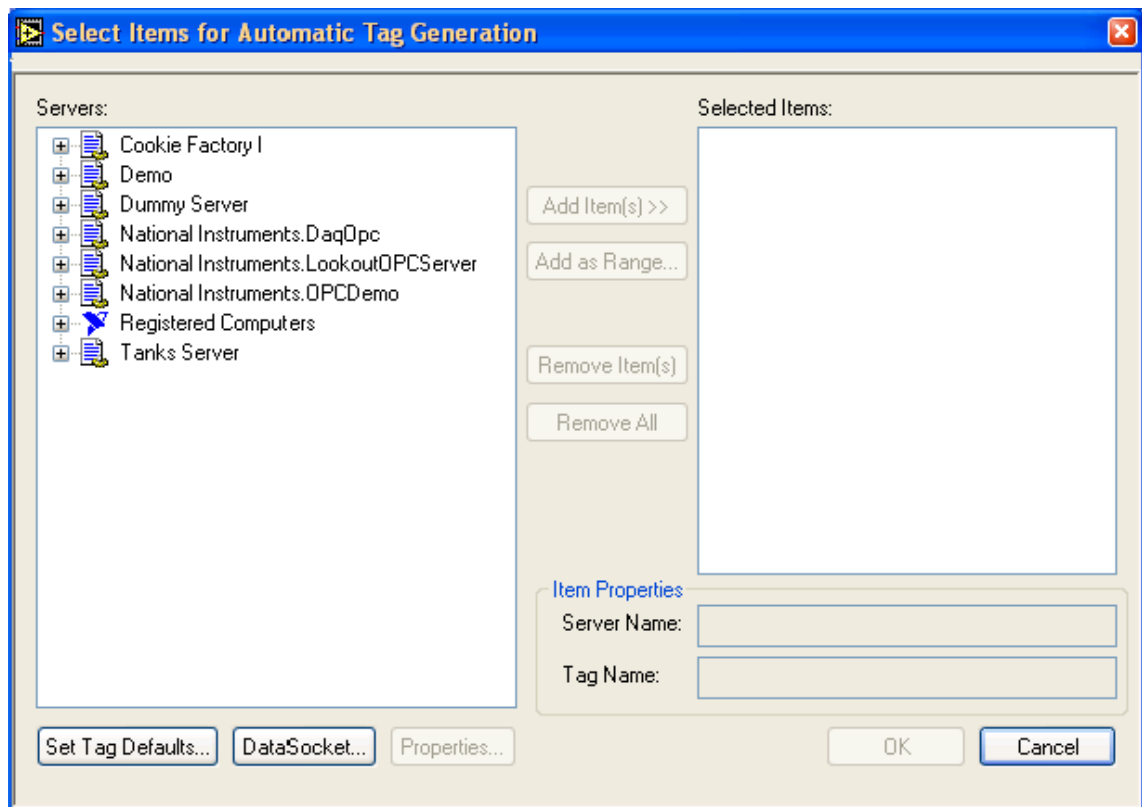 Select Items for Automatic Tag Generation
Servers:
Selected Items:
Cookie Factory I
Demo
Dummy Server
National Instruments.DaqOpc
National Instruments.LookoutOPCServer
National Instruments.OPCDemo
Registered Computers
Tanks Server
Add Item(s) >>
Add as Range...
Remove Item(s)
Remove All
Item Properties
Server Name:
Tag Name:
Set Tag Defaults...
DataSocket...
Properties...
OK
Cancel